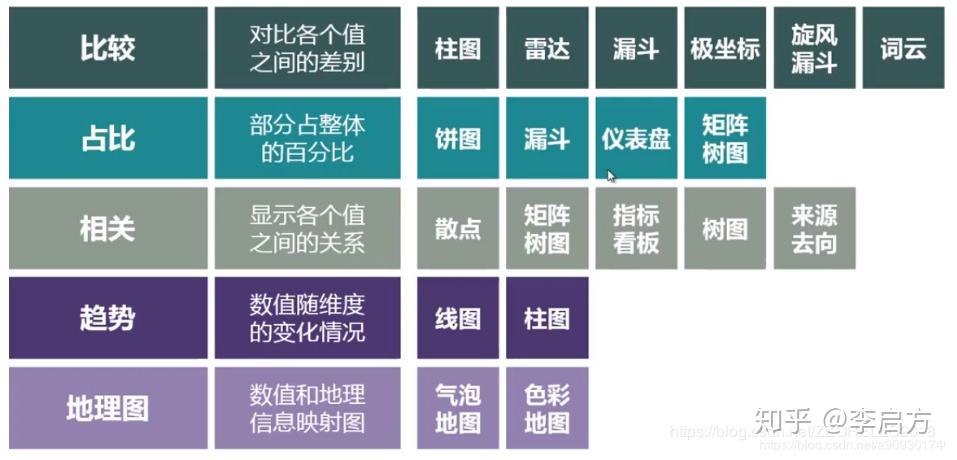 比较
对比各个值
之间的差别
柱图
雷达
漏斗
极坐标
旋风
漏斗
词云
占比
部分占整体
的百分比
饼图
漏斗
仪表盘
矩阵
树图
相关
显示各个值
之间的关系
散点
矩阵
树图
指标
看板
树图
来源
去向
趋势
数值随维度
的变化情况
线图
柱图
地理图
数值和地理
信息映射图
气泡
地图
色彩
地图
知乎 @李启方